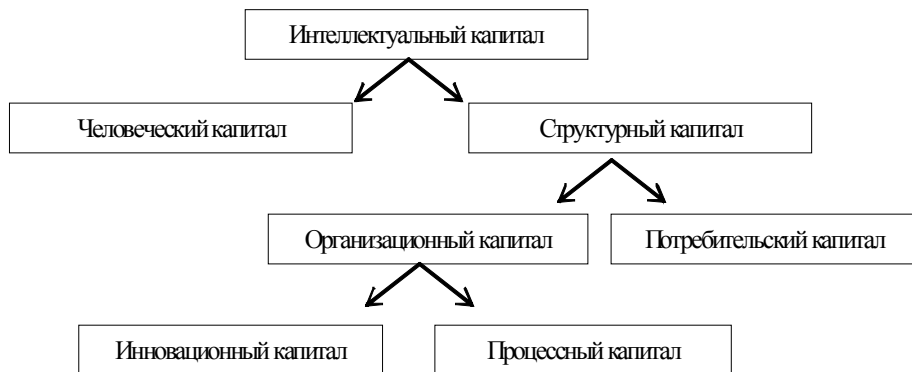 Интеллектуальный капитал
Человеческий капитал
Структурный капитал
Организационный капитал
Потребительский капитал
Инновационный капитал
Процессный капитал